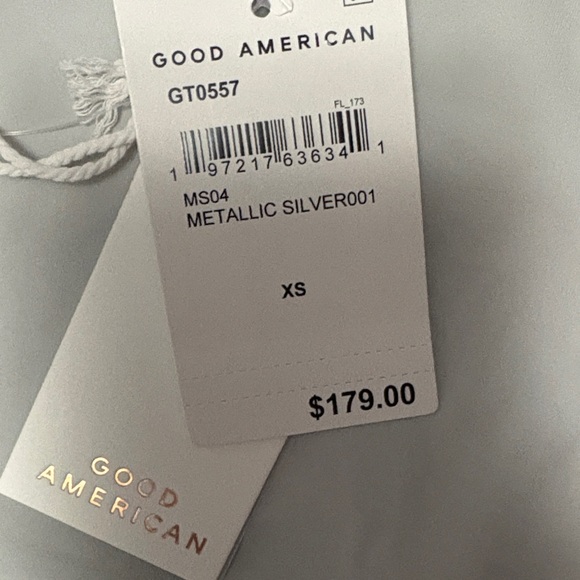 GOOD AMERICAN
GT0557
FL_173
1 97217 63634 1
MS04
METALLIC SILVER001
XS
$179.00
GOOD
AMERICAN